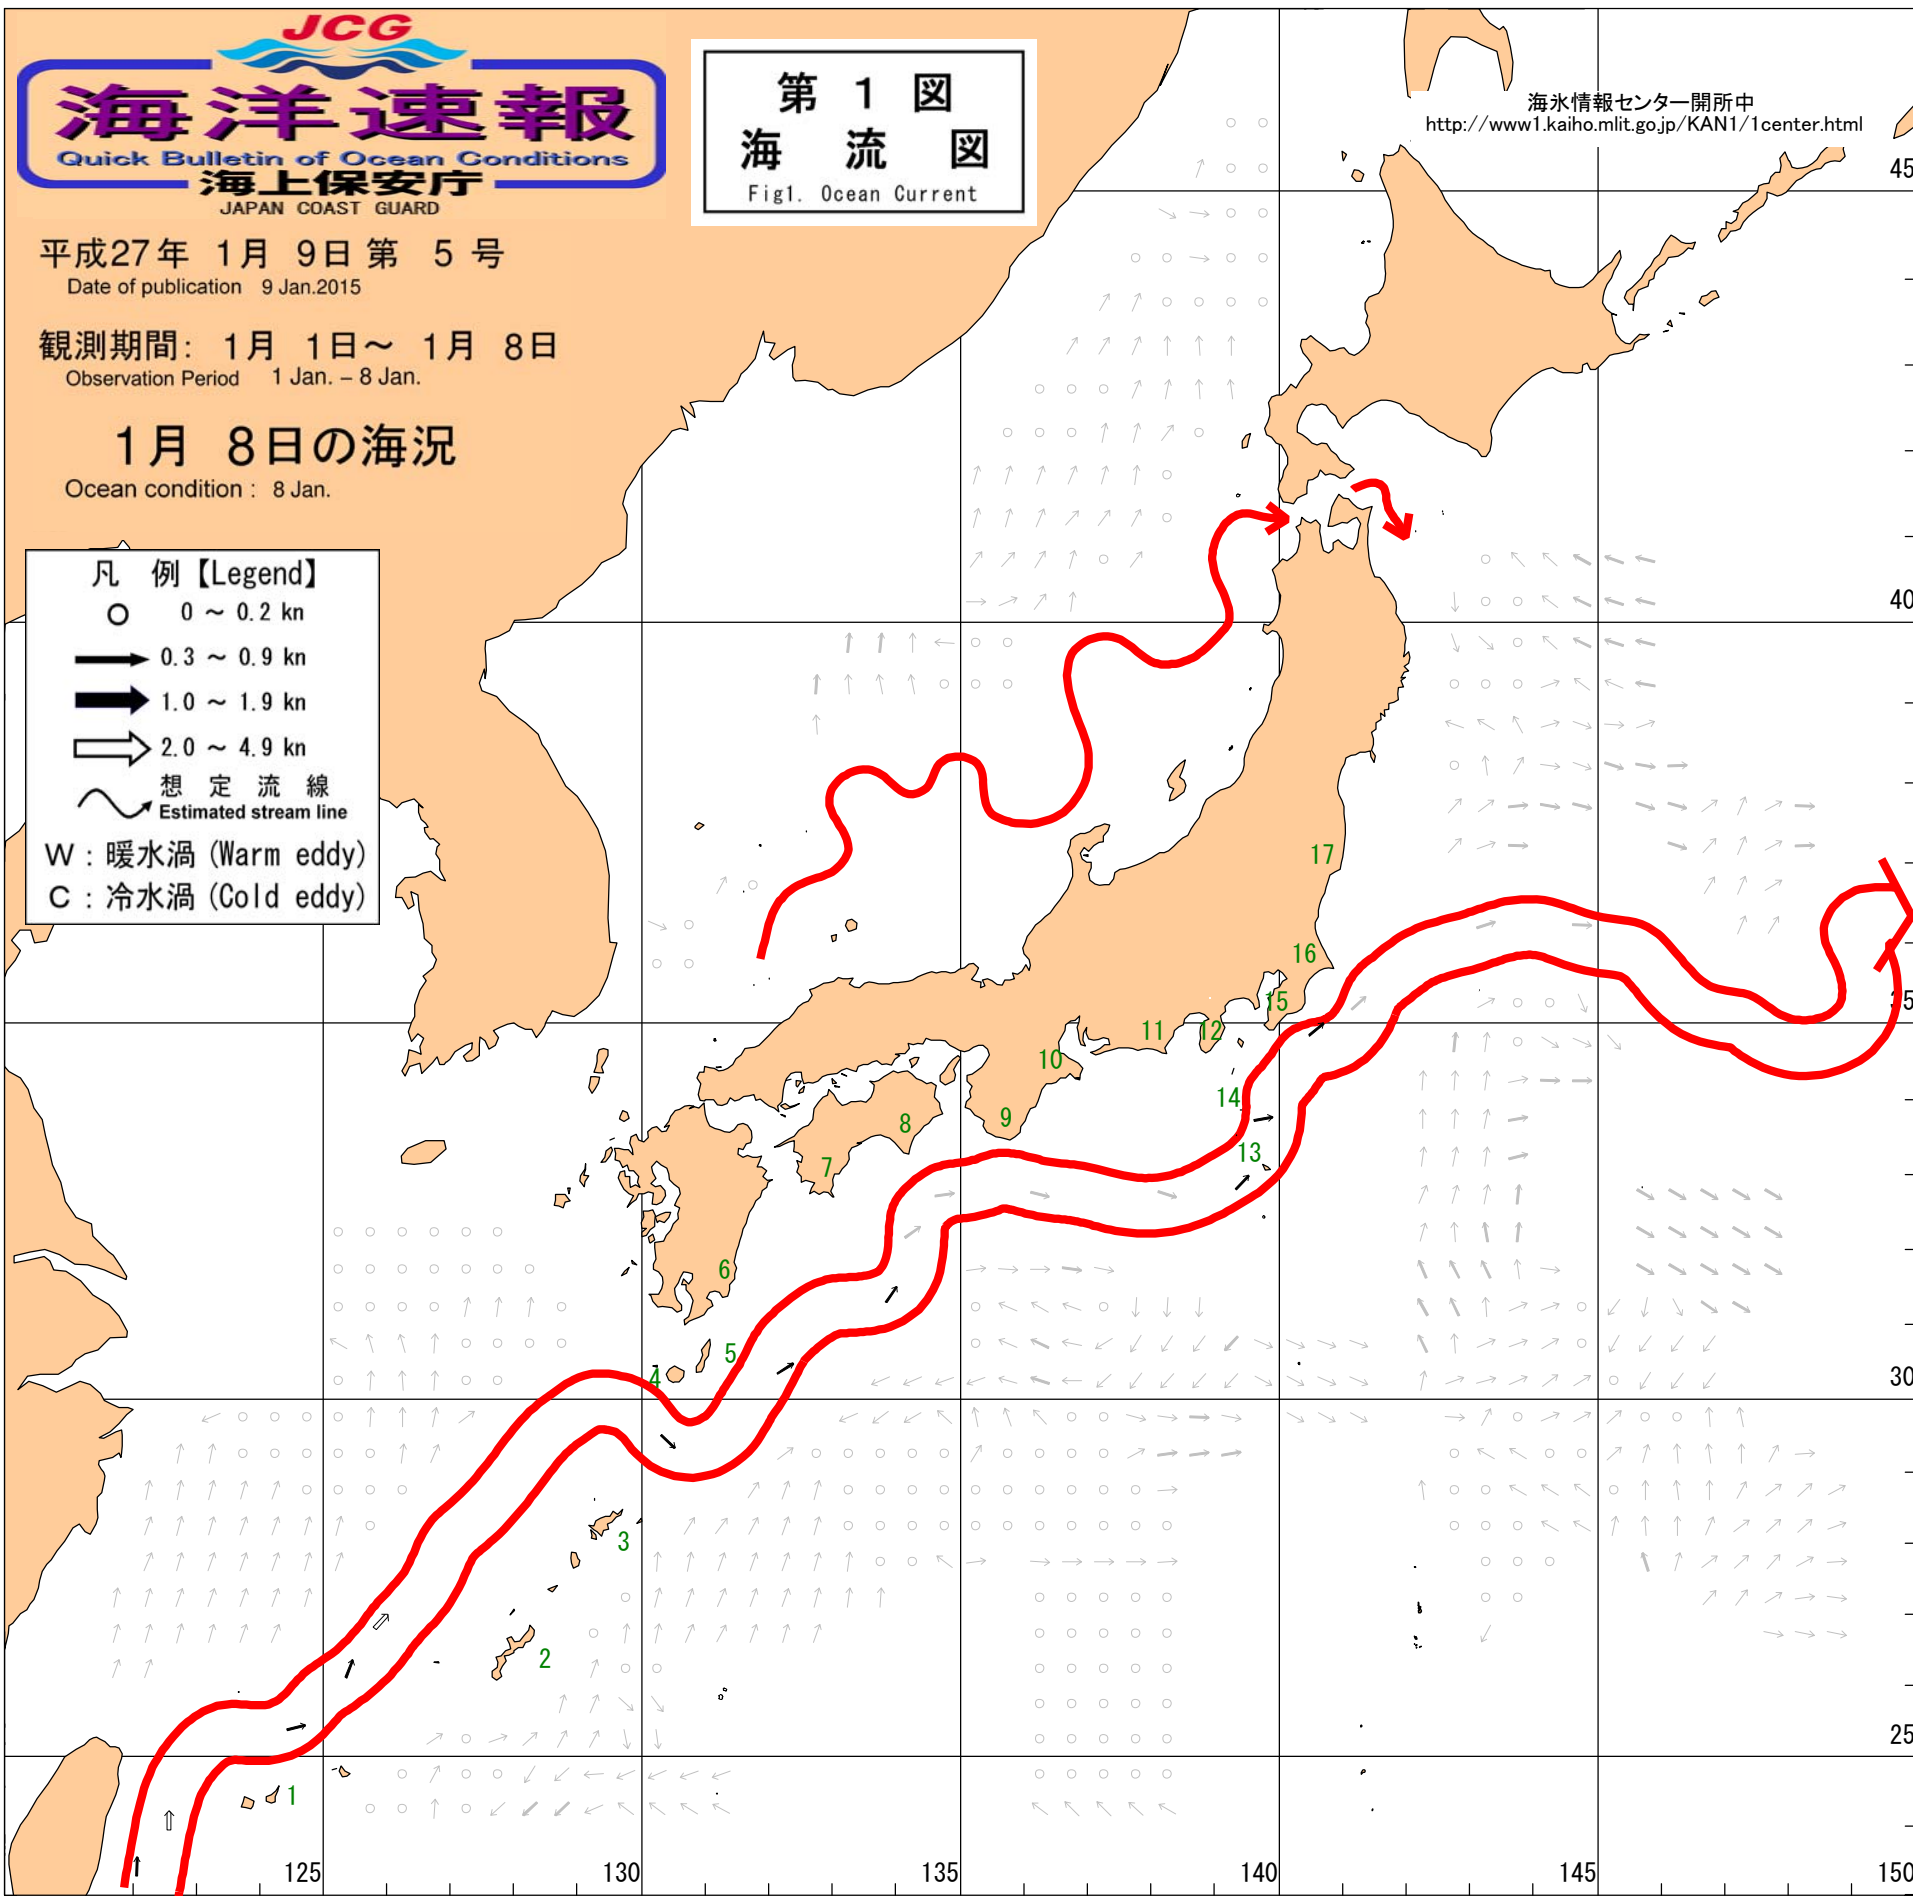 JCG
海洋速報
Quick Bulletin of Ocean Conditions
海上保安庁
JAPAN COAST GUARD
第 1 図
海 流 図
Fig1. Ocean Current
海氷情報センター開所中
http://www1.kaiho.mlit.go.jp/KAN1/1center.html
平成27年 1月 9日 第 5 号
Date of publication 9 Jan.2015
観測期間: 1月 1日～ 1月 8日
Observation Period 1 Jan. – 8 Jan.
1月 8日の海況
Ocean condition : 8 Jan.
凡 例【Legend】
0 ～ 0.2 kn
0.3 ～ 0.9 kn
1.0 ～ 1.9 kn
2.0 ～ 4.9 kn
想 定 流 線
Estimated stream line
W : 暖水渦 (Warm eddy)
C : 冷水渦 (Cold eddy)
45
40
35
30
25
17
16
15
12
11
10
14
13
9
8
7
6
5
4
3
2
1
125
130
135
140
145
150